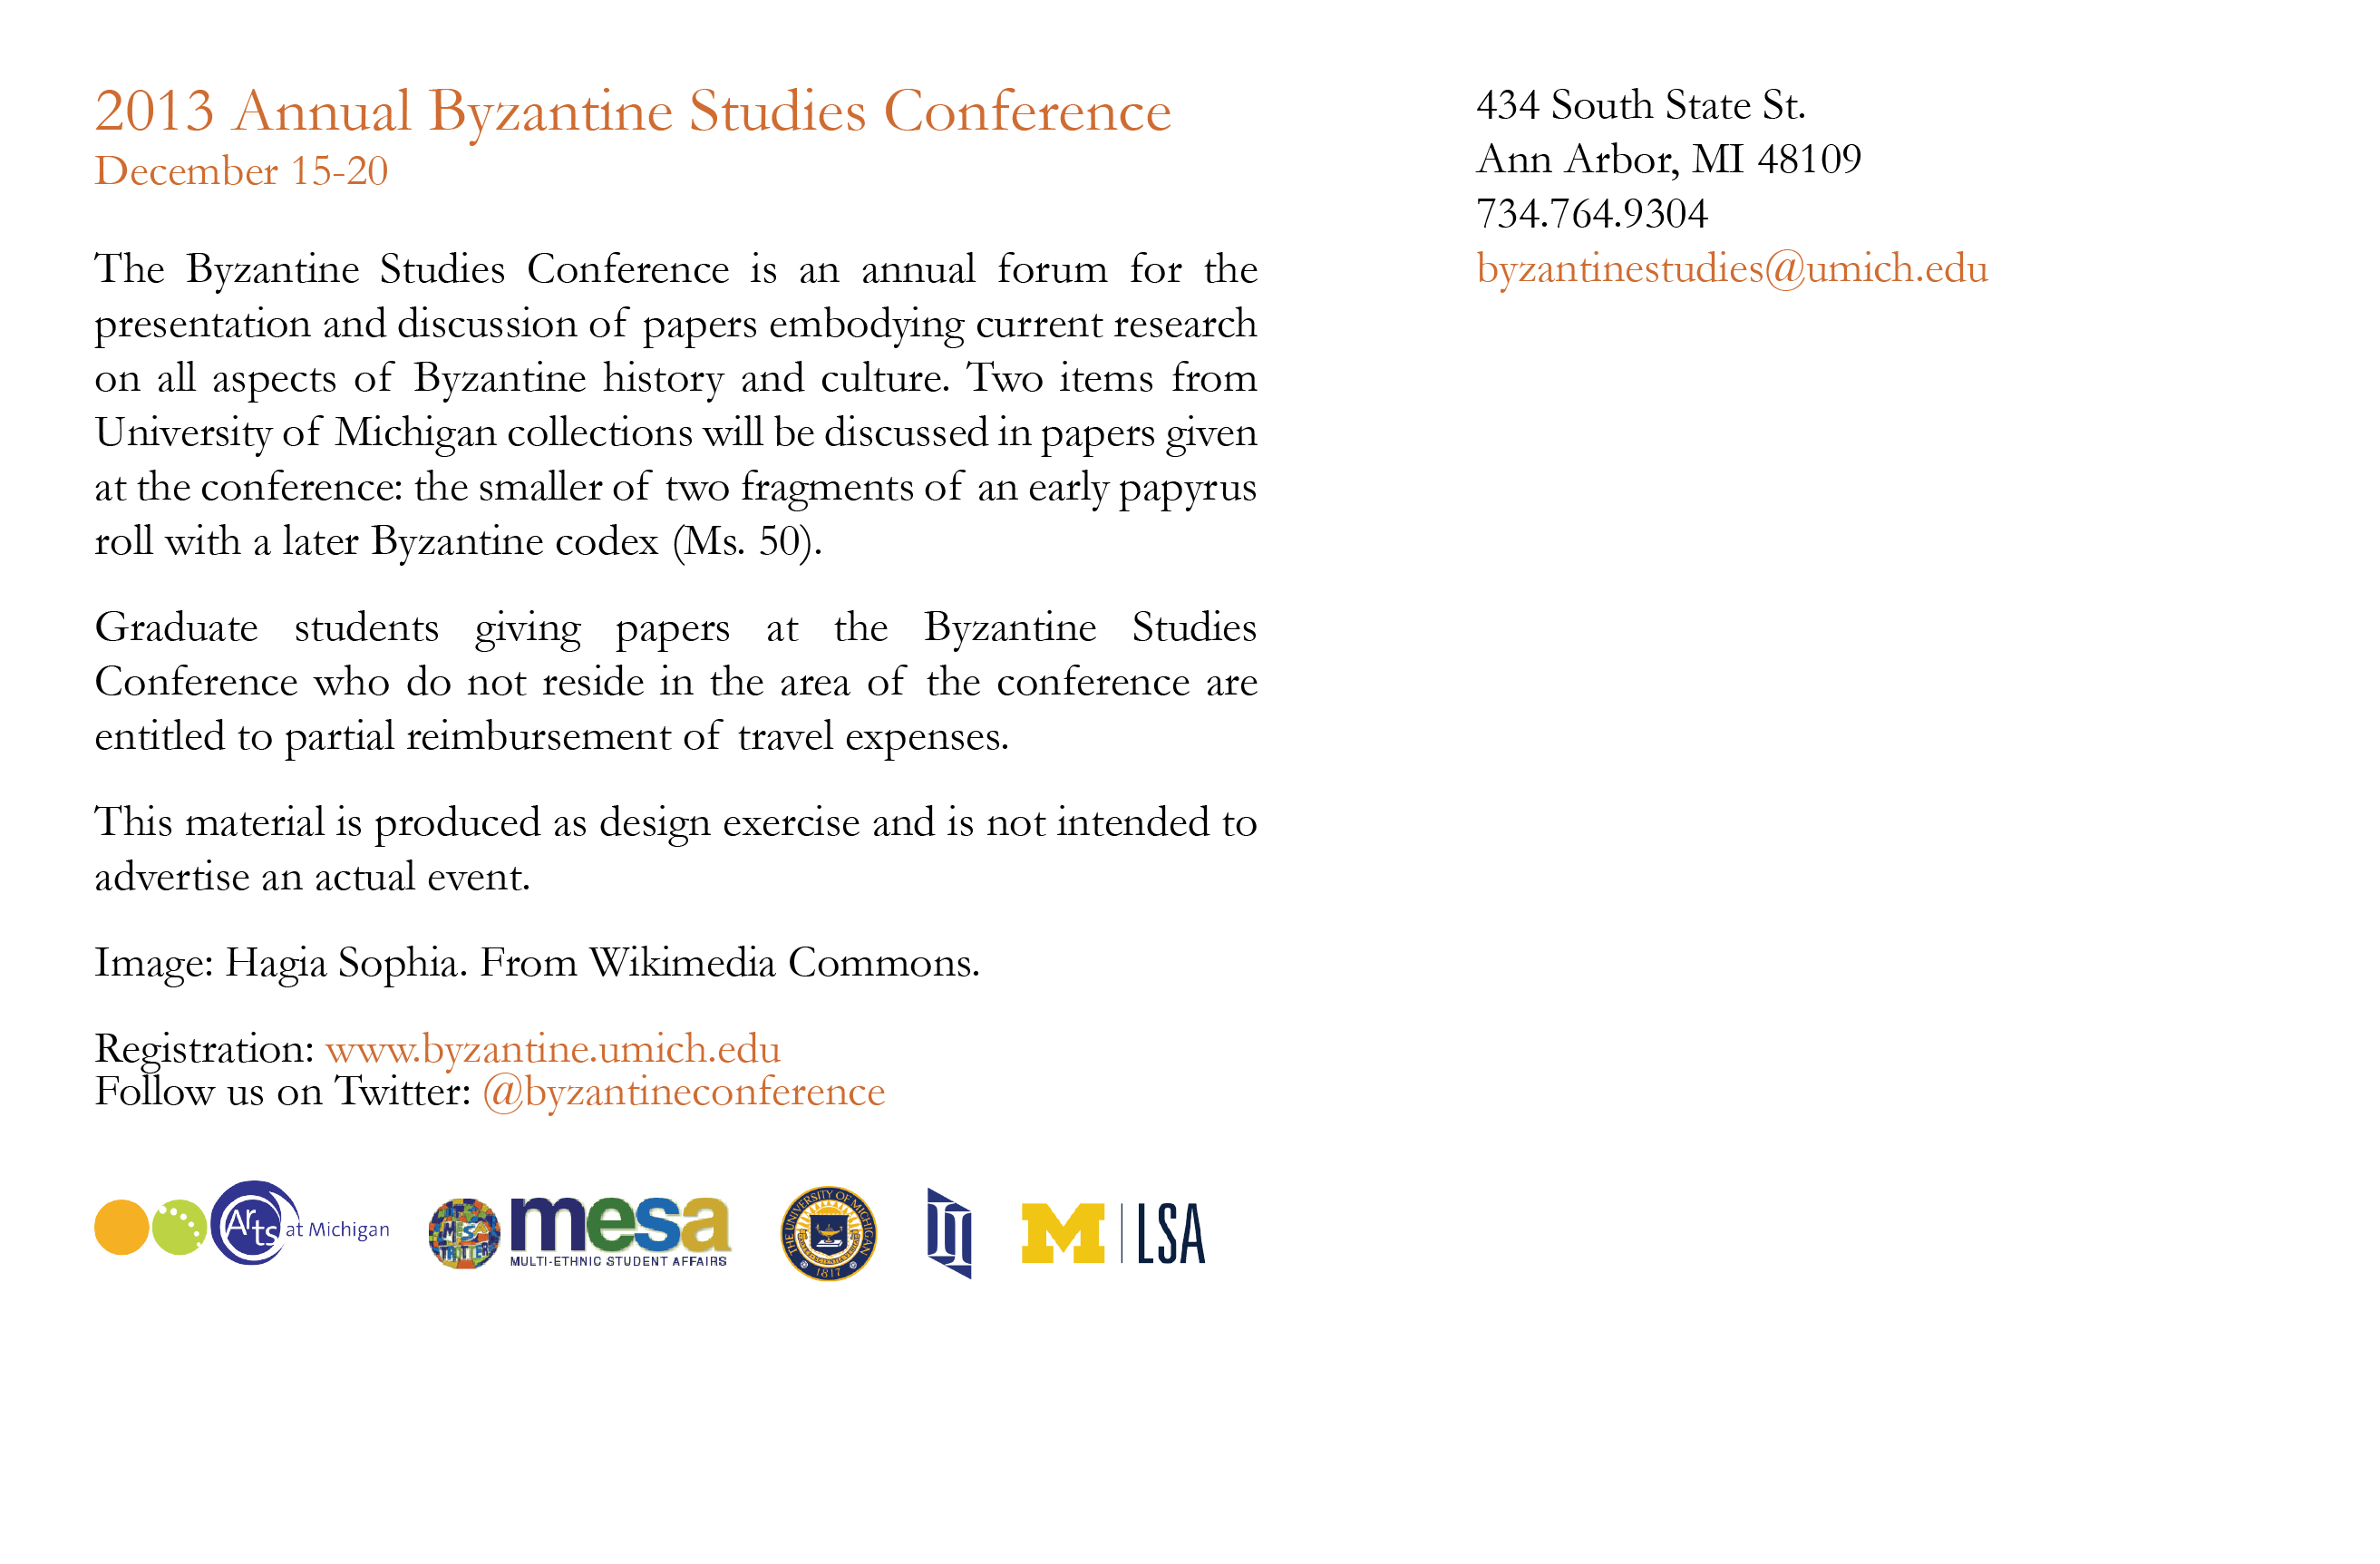 2013 Annual Byzantine Studies Conference
December 15-20
The Byzantine Studies Conference is an annual forum for the
presentation and discussion of papers embodying current research
on all aspects of Byzantine history and culture. Two items from
University of Michigan collections will be discussed in papers given
at the conference: the smaller of two fragments of an early papyrus
roll with a later Byzantine codex (Ms. 50).
Graduate students giving papers at the Byzantine Studies
Conference who do not reside in the area of the conference are
entitled to partial reimbursement of travel expenses.
This material is produced as design exercise and is not intended to
advertise an actual event.
Image: Hagia Sophia. From Wikimedia Commons.
Registration: www.byzantine.umich.edu
Follow us on Twitter: @byzantineconference
Arts at Michigan
MESA
TROTTER
mesa
MULTI-ETHNIC STUDENT AFFAIRS
THE UNIVERSITY OF MICHIGAN
1817
M | LSA
434 South State St.
Ann Arbor, MI 48109
734.764.9304
byzantinestudies@umich.edu